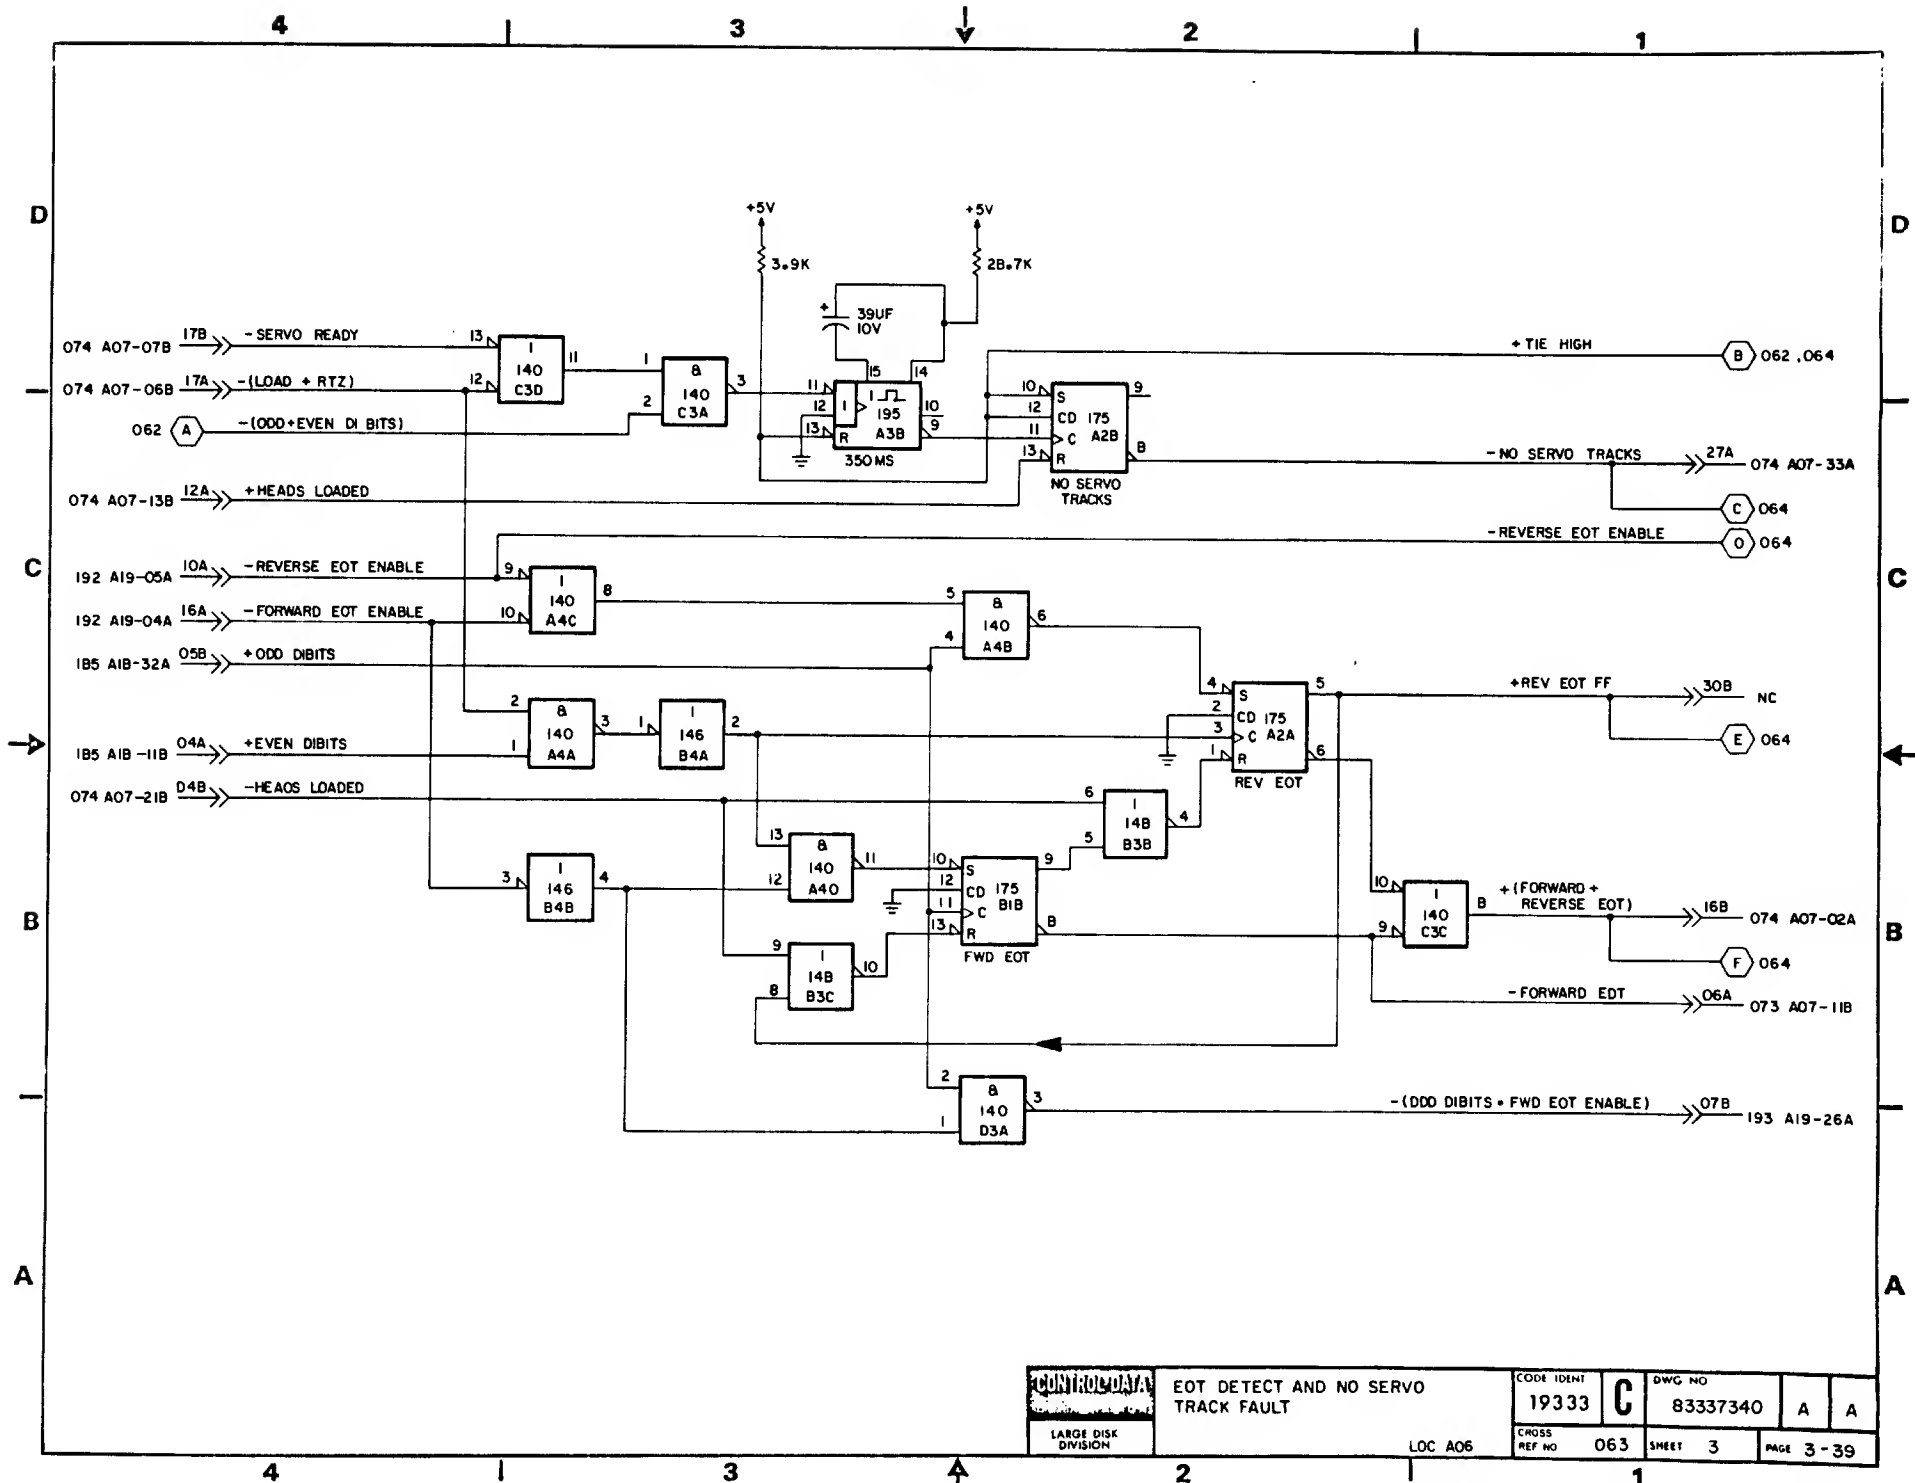 4 3 2 1
D D
+5V +5V
3.9K 28.7K
+ 39UF
10V
074 A07-07B 17B -SERVO READY 13 1 140 C3D 11
074 A07-06B 17A -(LOAD + RTZ) 12
062 A -(ODD+EVEN DI BITS)
1 2 & 140 C3A 3
15 14
11 12 13 1 1 R 195 A3B 10 9
350MS
10 12 11 13 S CD C R 175 A2B 9 8
NO SERVO
TRACKS
+ TIE HIGH B 062,064
- NO SERVO TRACKS 27A 074 A07-33A
C 064
074 A07-13B 12A +HEADS LOADED
-REVERSE EOT ENABLE O 064
C C
192 A19-05A 10A -REVERSE EOT ENABLE 9 1 140 A4C 8
192 A19-04A 16A -FORWARD EOT ENABLE 10
185 A18-32A 05B +ODD DIBITS
5 4 & 140 A4B 6
4 2 3 1 S CD C R 175 A2A 5 6
REV EOT
+REV EOT FF 30B NC
E 064
2 1 & 140 A4A 3
1 1 146 B4A 2
185 A18-11B 04A +EVEN DIBITS
074 A07-21B D4B -HEAOS LOADED
6 5 1 14B B3B 4
13 12 & 140 A40 11
3 1 146 B4B 4
10 12 11 13 S CD C R 175 B1B 9 8
FWD EOT
9 8 1 14B B3C 10
10 9 1 140 C3C 8
+(FORWARD +
REVERSE EOT) 16B 074 A07-02A
F 064
-FORWARD EDT 06A 073 A07-11B
B B
2 1 & 140 D3A 3
-(DDD DIBITS • FWD EOT ENABLE) 07B 193 A19-26A
A A
CONTROL DATA
LARGE DISK
DIVISION
EOT DETECT AND NO SERVO
TRACK FAULT
LOC A06
CODE IDENT
19333
C
DWG NO
83337340
A A
CROSS
REF NO 063
SHEET 3
PAGE 3-39
4 3 2 1